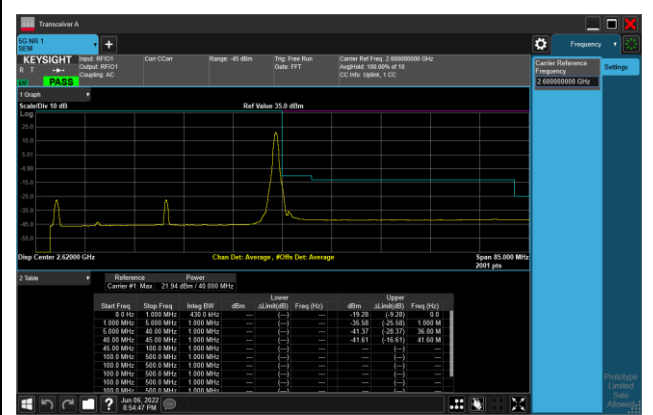 Transceiver A
5G NR 1
SEM
Frequency
KEYSIGHT
R T
PASS
Input: RFIO1
Output: RFIO1
Coupling: AC
Corr CCorr
Range: -45 dBm
Trig: Free Run
Gate: FFT
Carrier Ref Freq: 2.600000000 GHz
Avg|Hold: 100.00% of 10
CC Info: Uplink, 1 CC
Carrier Reference
Frequency
2.600000000 GHz
Settings
1 Graph
Scale/Div 10 dB
Ref Value 35.0 dBm
Log
25.0
15.0
5.01
-4.99
-15.0
-25.0
-35.0
-45.0
-55.0
Disp Center 2.62000 GHz
Chan Det: Average , #Offs Det: Average
Span 85.000 MHz
2001 pts
2 Table
Reference Power
Carrier #1 Max 21.94 dBm / 40.000 MHz
Lower Upper
Start Freq Stop Freq Integ BW dBm ΔLimit(dB) Freq (Hz) dBm ΔLimit(dB) Freq (Hz)
0.0 Hz 1.000 MHz 430.0 kHz --- (---) --- -19.28 (-9.28) 0.0
1.000 MHz 5.000 MHz 1.000 MHz --- (---) --- -35.58 (-25.58) 1.000 M
5.000 MHz 40.00 MHz 1.000 MHz --- (---) --- -41.37 (-28.37) 36.80 M
40.00 MHz 45.00 MHz 1.000 MHz --- (---) --- -41.61 (-16.61) 41.60 M
45.00 MHz 100.0 MHz 1.000 MHz --- (---) --- --- (---) ---
100.0 MHz 500.0 MHz 1.000 MHz --- (---) --- --- (---) ---
100.0 MHz 500.0 MHz 1.000 MHz --- (---) --- --- (---) ---
100.0 MHz 500.0 MHz 1.000 MHz --- (---) --- --- (---) ---
100.0 MHz 500.0 MHz 1.000 MHz --- (---) --- --- (---) ---
Prototype
Limited
Sale
Allowed
?
Jun 06, 2022
8:54:47 PM